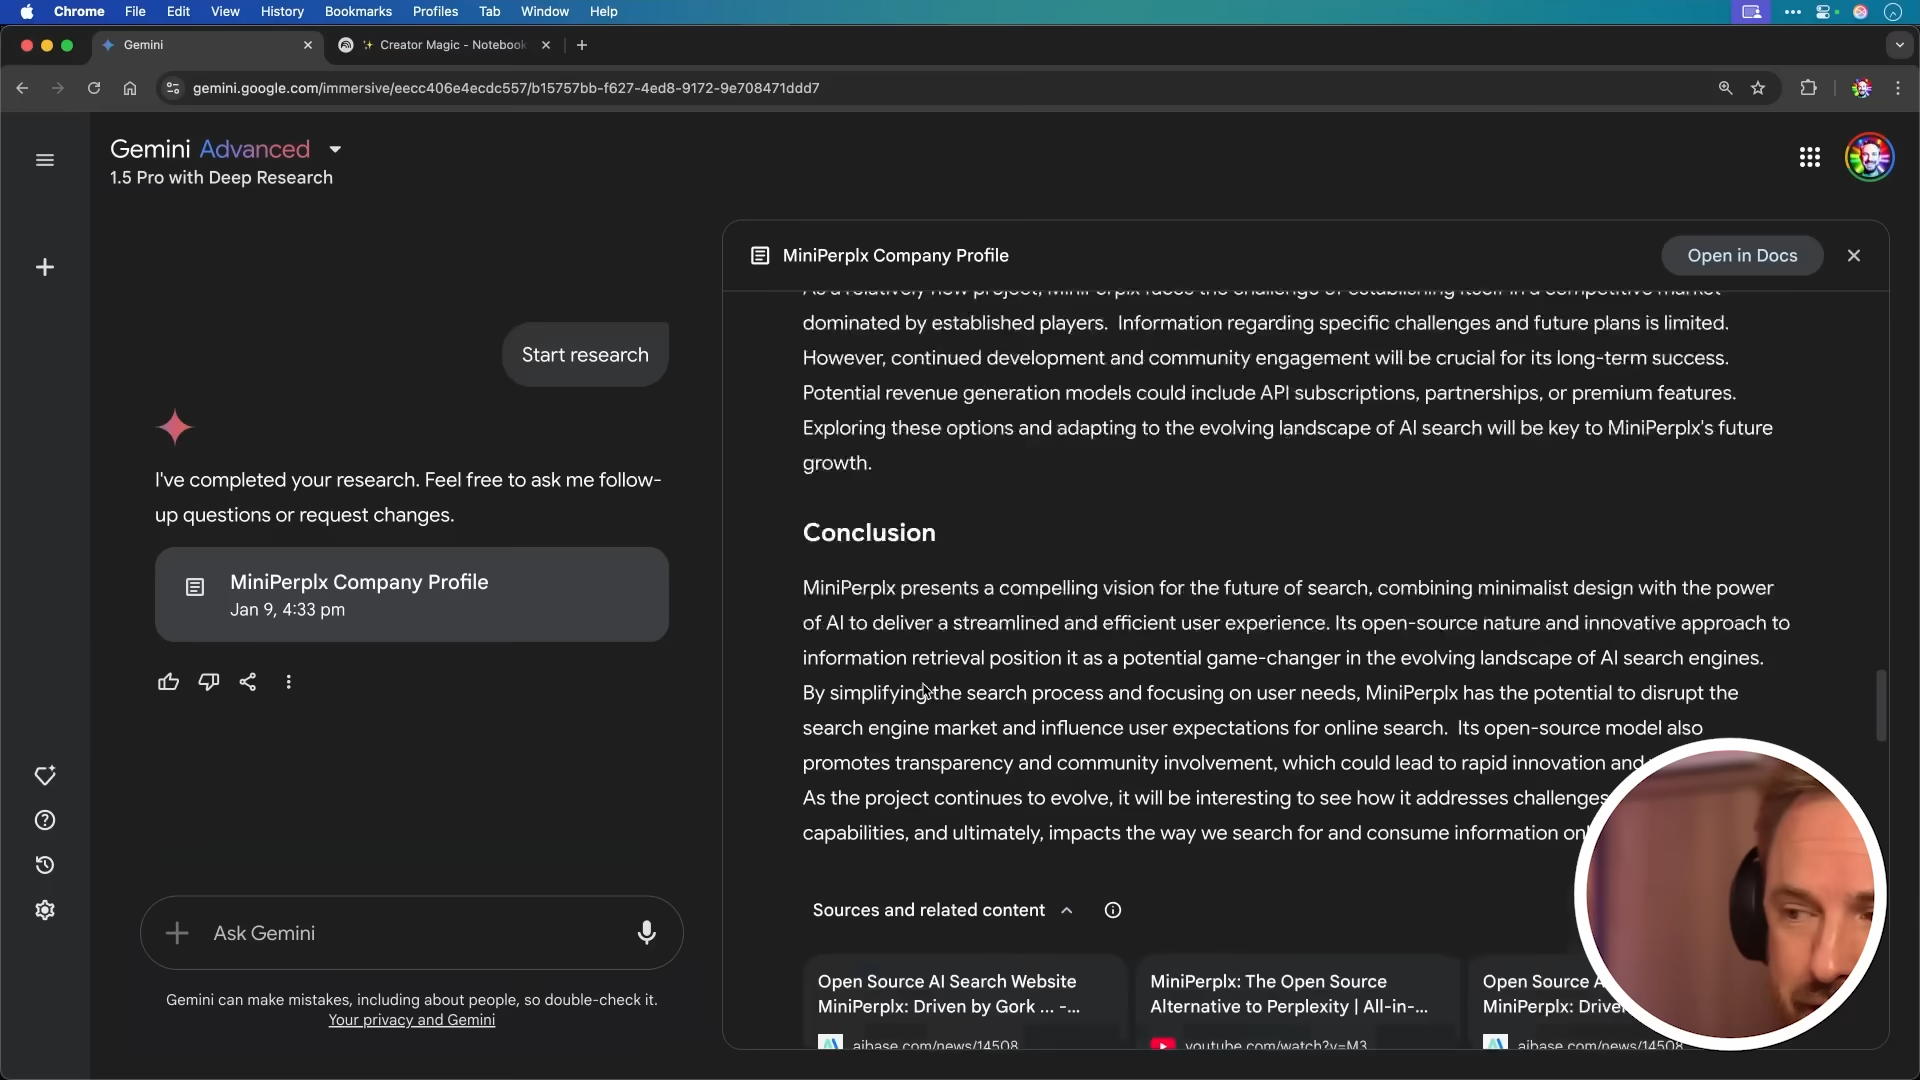 Chrome File Edit View History Bookmarks Profiles Tab Window Help
Gemini
✨ Creator Magic - Notebook
gemini.google.com/immersive/eecc406e4ecdc557/b15757bb-f627-4ed8-9172-9e708471ddd7
Gemini Advanced
1.5 Pro with Deep Research
Start research
I've completed your research. Feel free to ask me follow-
up questions or request changes.
MiniPerplx Company Profile
Jan 9, 4:33 pm
Ask Gemini
Gemini can make mistakes, including about people, so double-check it.
Your privacy and Gemini
MiniPerplx Company Profile
Open in Docs
As a relatively new project, MiniPerplx faces the challenge of establishing itself in a competitive market
dominated by established players. Information regarding specific challenges and future plans is limited.
However, continued development and community engagement will be crucial for its long-term success.
Potential revenue generation models could include API subscriptions, partnerships, or premium features.
Exploring these options and adapting to the evolving landscape of AI search will be key to MiniPerplx's future
growth.
Conclusion
MiniPerplx presents a compelling vision for the future of search, combining minimalist design with the power
of AI to deliver a streamlined and efficient user experience. Its open-source nature and innovative approach to
information retrieval position it as a potential game-changer in the evolving landscape of AI search engines.
By simplifying the search process and focusing on user needs, MiniPerplx has the potential to disrupt the
search engine market and influence user expectations for online search. Its open-source model also
promotes transparency and community involvement, which could lead to rapid innovation and
As the project continues to evolve, it will be interesting to see how it addresses challenges
capabilities, and ultimately, impacts the way we search for and consume information
Sources and related content
Open Source AI Search Website
MiniPerplx: Driven by Gork ... -...
aibase.com/news/14508
MiniPerplx: The Open Source
Alternative to Perplexity | All-in-...
youtube.com/watch?v=M3
Open Source
MiniPerplx:
aibase.com/news/14508